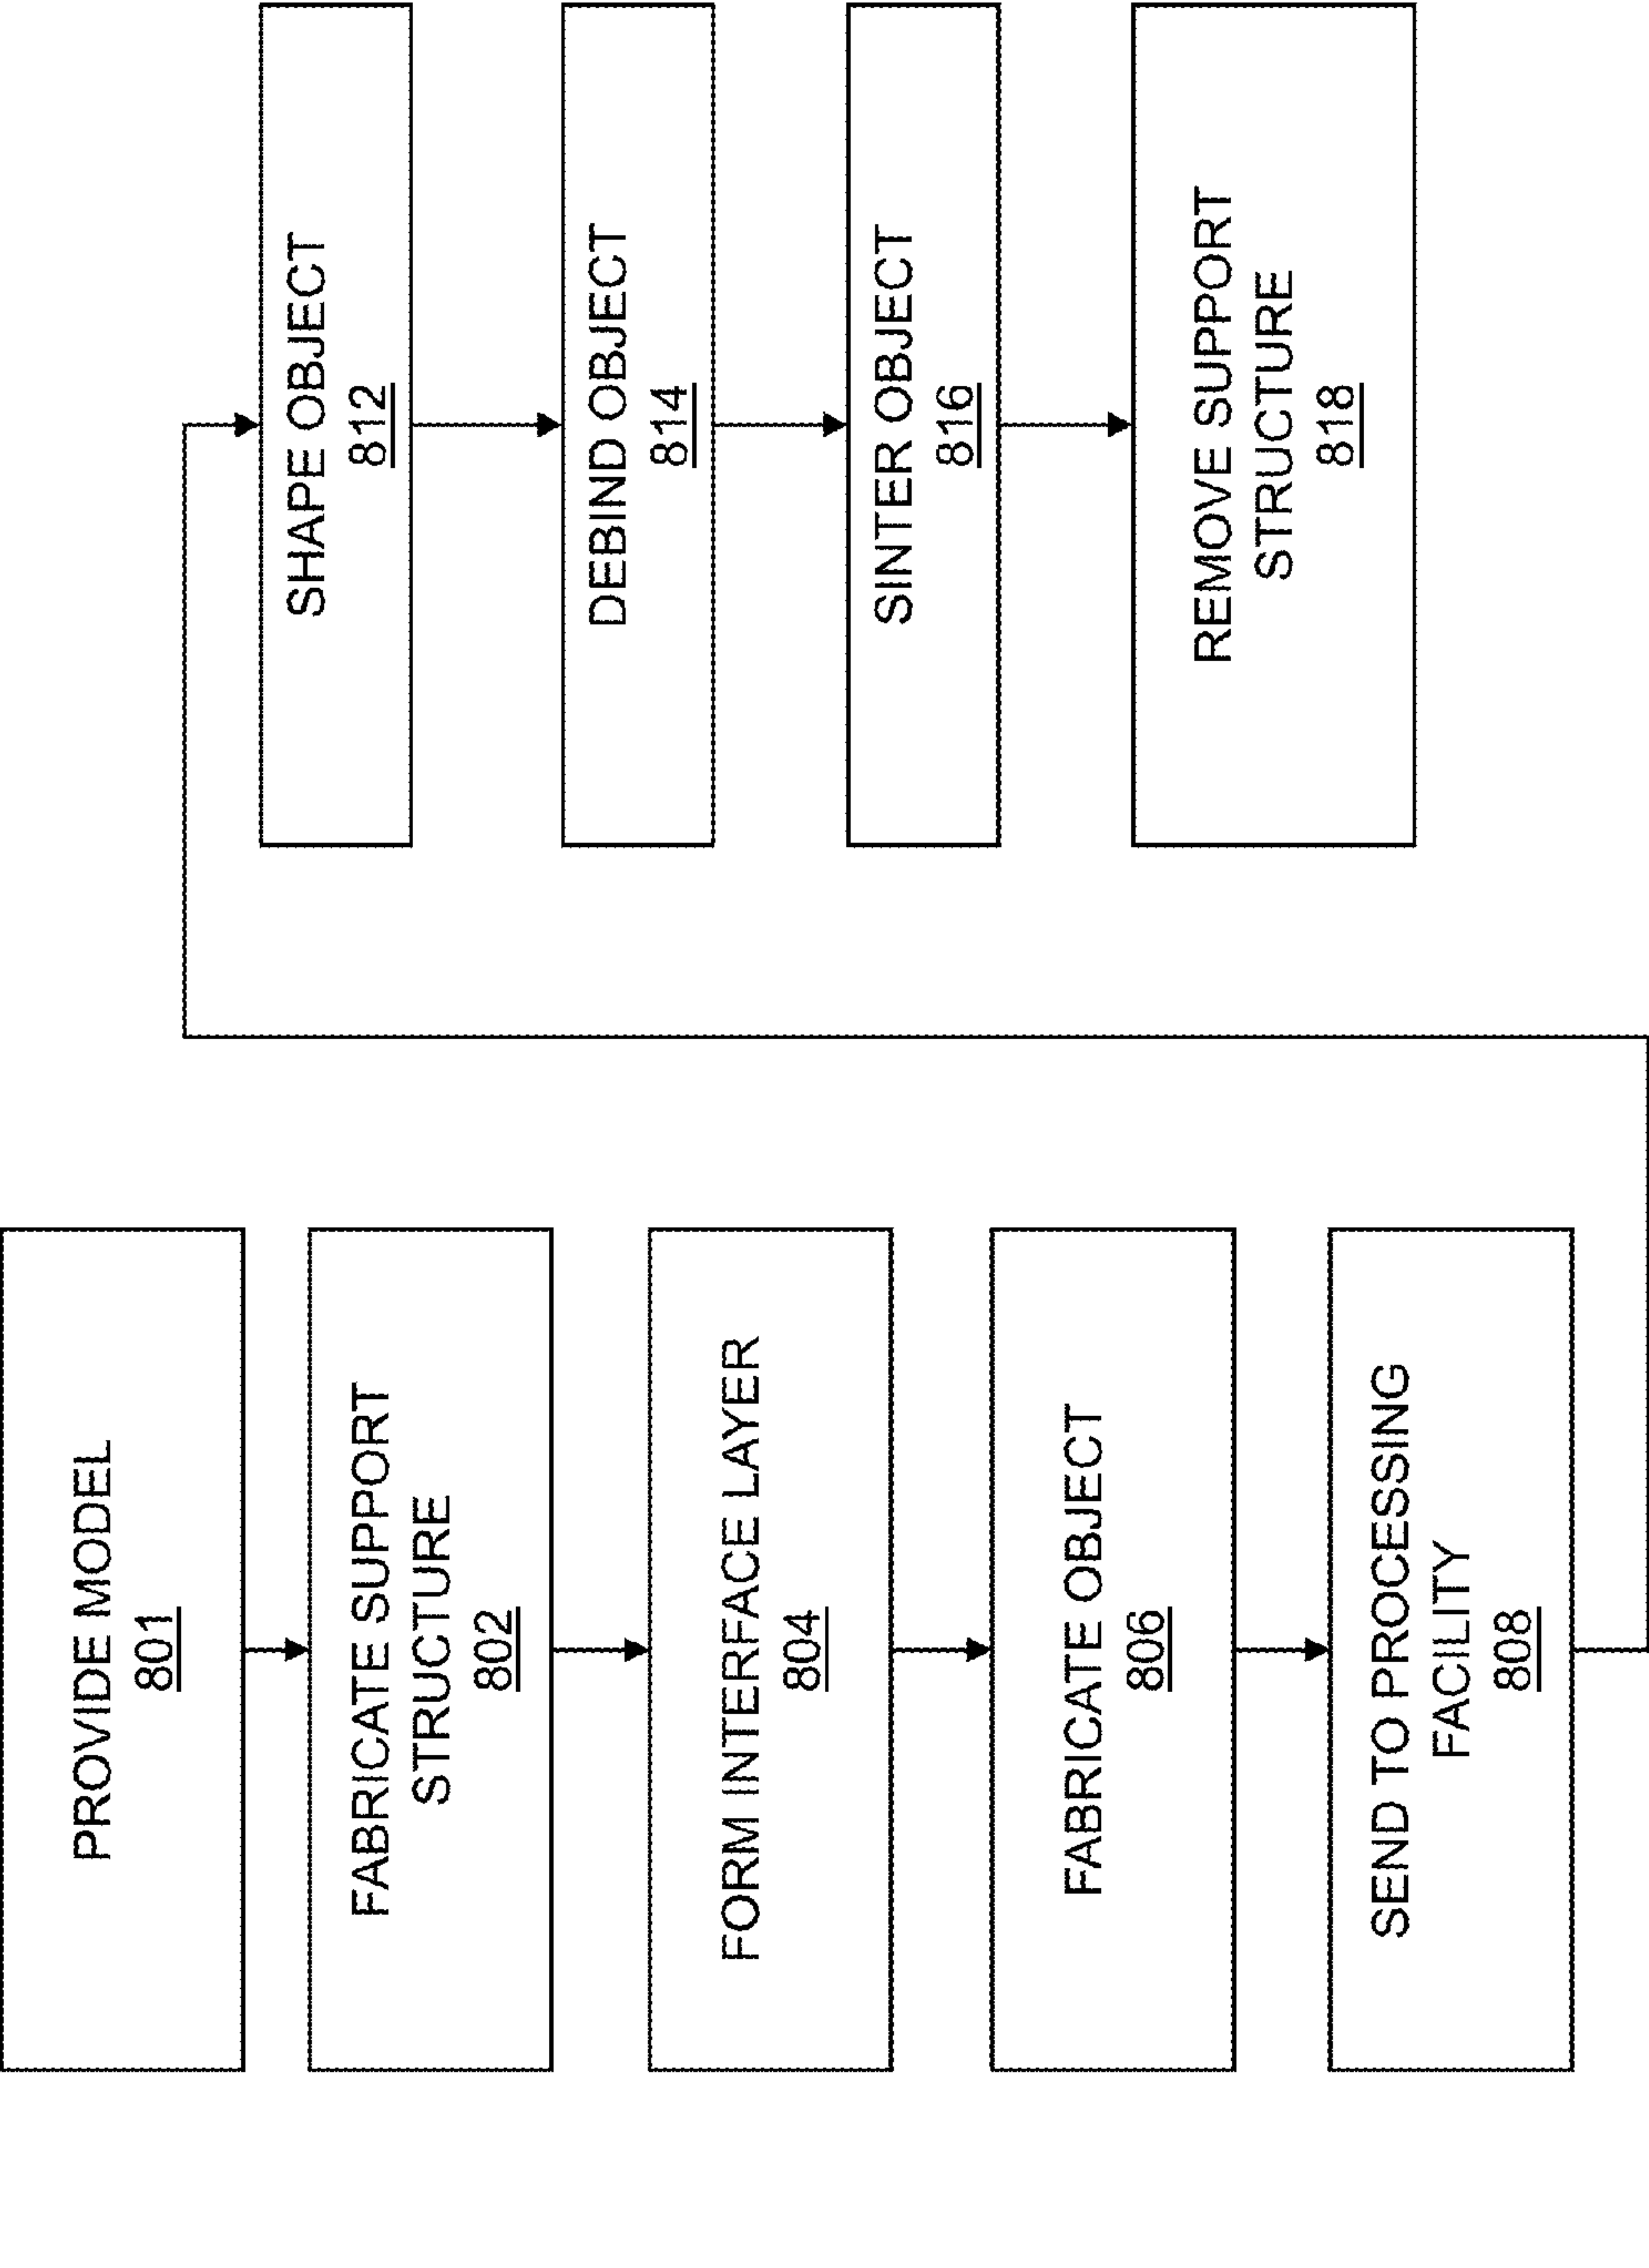 PROVIDE MODEL
801
FABRICATE SUPPORT
STRUCTURE
802
FORM INTERFACE LAYER
804
FABRICATE OBJECT
806
SEND TO PROCESSING
FACILITY
808
SHAPE OBJECT
812
DEBIND OBJECT
814
SINTER OBJECT
816
REMOVE SUPPORT
STRUCTURE
818